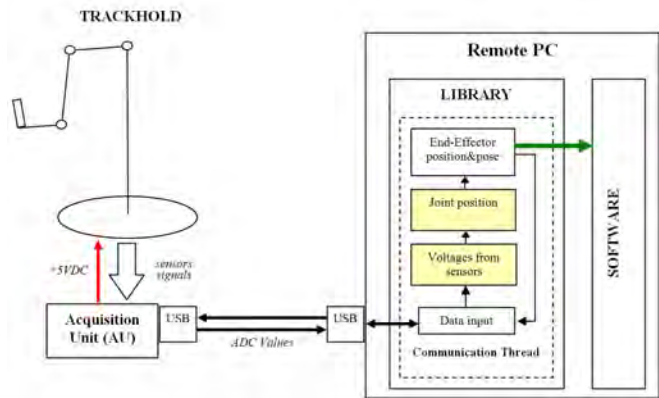 TRACKHOLD
Remote PC
LIBRARY
End-Effector
position&pose
Joint position
Voltages from
sensors
Data input
Communication Thread
SOFTWARE
+5VDC
sensors
signals
Acquisition
Unit (AU)
USB
ADC Values
USB